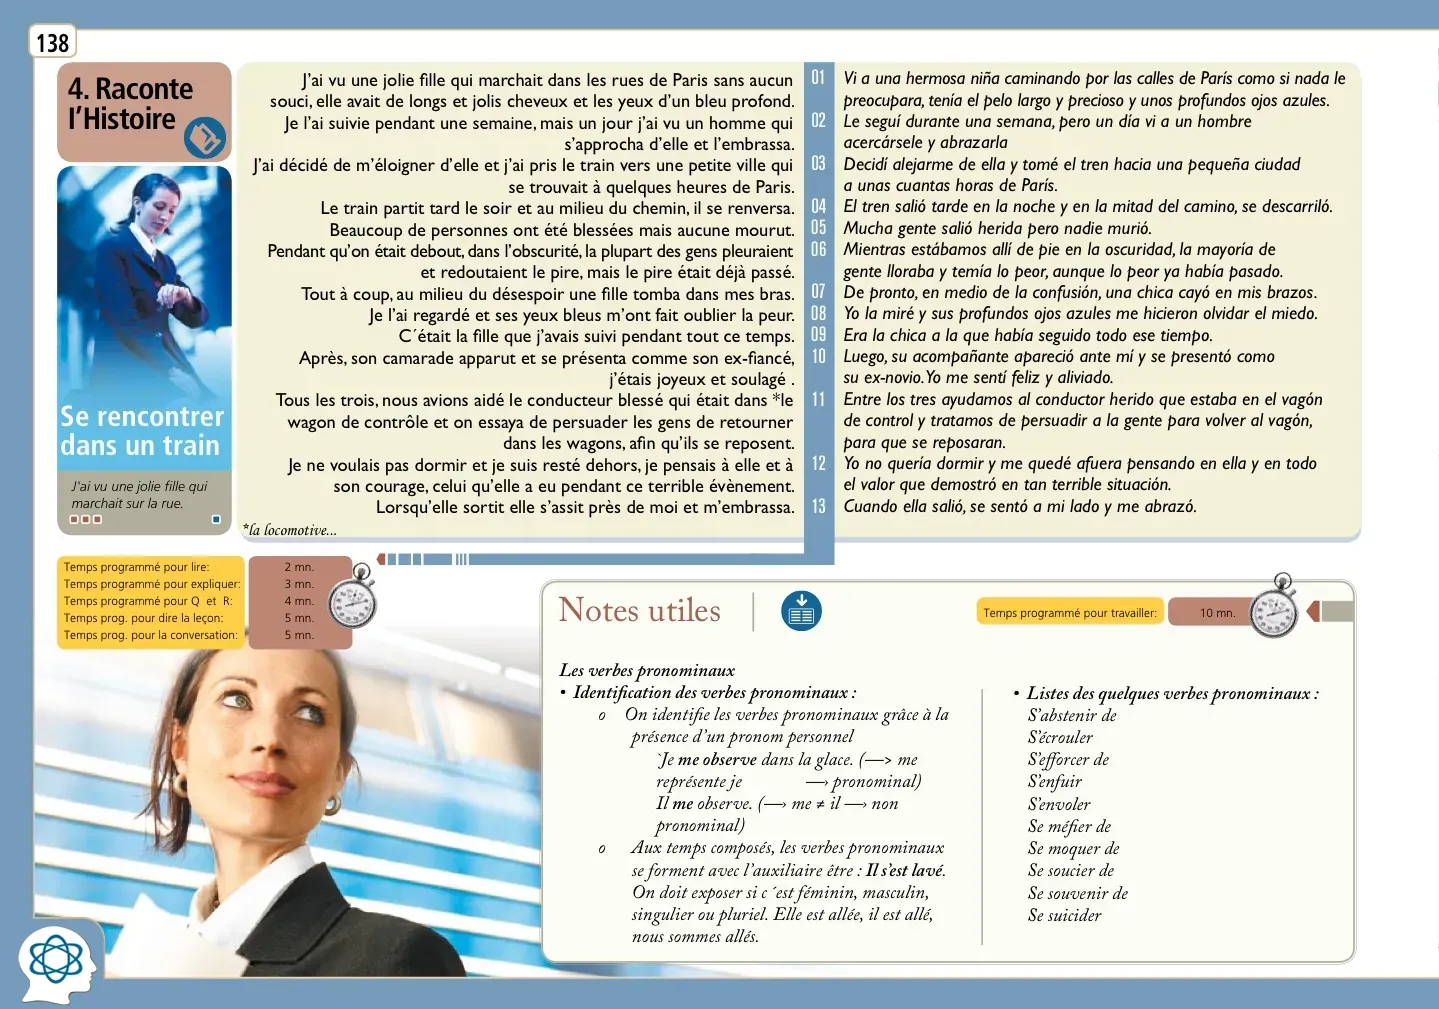 138
4. Raconte
l’Histoire
Se rencontrer
dans un train
J'ai vu une jolie fille qui
marchait sur la rue.
J’ai vu une jolie fille qui marchait dans les rues de Paris sans aucun
souci, elle avait de longs et jolis cheveux et les yeux d’un bleu profond.
Je l’ai suivie pendant une semaine, mais un jour j’ai vu un homme qui
s’approcha d’elle et l’embrassa.
J’ai décidé de m’éloigner d’elle et j’ai pris le train vers une petite ville qui
se trouvait à quelques heures de Paris.
Le train partit tard le soir et au milieu du chemin, il se renversa.
Beaucoup de personnes ont été blessées mais aucune mourut.
Pendant qu’on était debout, dans l’obscurité, la plupart des gens pleuraient
et redoutaient le pire, mais le pire était déjà passé.
Tout à coup, au milieu du désespoir une fille tomba dans mes bras.
Je l’ai regardé et ses yeux bleus m’ont fait oublier la peur.
C´était la fille que j’avais suivi pendant tout ce temps.
Après, son camarade apparut et se présenta comme son ex-fiancé,
j’étais joyeux et soulagé .
Tous les trois, nous avions aidé le conducteur blessé qui était dans *le
wagon de contrôle et on essaya de persuader les gens de retourner
dans les wagons, afin qu’ils se reposent.
Je ne voulais pas dormir et je suis resté dehors, je pensais à elle et à
son courage, celui qu’elle a eu pendant ce terrible évènement.
Lorsqu’elle sortit elle s’assit près de moi et m’embrassa.
*la locomotive...
01 Vi a una hermosa niña caminando por las calles de París como si nada le
preocupara, tenía el pelo largo y precioso y unos profundos ojos azules.
02 Le seguí durante una semana, pero un día vi a un hombre
acercársele y abrazarla
03 Decidí alejarme de ella y tomé el tren hacia una pequeña ciudad
a unas cuantas horas de París.
04 El tren salió tarde en la noche y en la mitad del camino, se descarriló.
05 Mucha gente salió herida pero nadie murió.
06 Mientras estábamos allí de pie en la oscuridad, la mayoría de
gente lloraba y temía lo peor, aunque lo peor ya había pasado.
07 De pronto, en medio de la confusión, una chica cayó en mis brazos.
08 Yo la miré y sus profundos ojos azules me hicieron olvidar el miedo.
09 Era la chica a la que había seguido todo ese tiempo.
10 Luego, su acompañante apareció ante mí y se presentó como
su ex-novio. Yo me sentí feliz y aliviado.
11 Entre los tres ayudamos al conductor herido que estaba en el vagón
de control y tratamos de persuadir a la gente para volver al vagón,
para que se reposaran.
12 Yo no quería dormir y me quedé afuera pensando en ella y en todo
el valor que demostró en tan terrible situación.
13 Cuando ella salió, se sentó a mi lado y me abrazó.
Temps programmé pour lire: 2 mn.
Temps programmé pour expliquer: 3 mn.
Temps programmé pour Q et R: 4 mn.
Temps prog. pour dire la leçon: 5 mn.
Temps prog. pour la conversation: 5 mn.
Notes utiles
Temps programmé pour travailler: 10 mn.
Les verbes pronominaux
• Identification des verbes pronominaux :
o On identifie les verbes pronominaux grâce à la
présence d’un pronom personnel
`Je me observe dans la glace. (—> me
représente je —› pronominal)
Il me observe. (—› me ≠ il —› non
pronominal)
o Aux temps composés, les verbes pronominaux
se forment avec l’auxiliaire être : Il s’est lavé.
On doit exposer si c ´est féminin, masculin,
singulier ou pluriel. Elle est allée, il est allé,
nous sommes allés.
• Listes des quelques verbes pronominaux :
S’abstenir de
S’écrouler
S’efforcer de
S’enfuir
S’envoler
Se méfier de
Se moquer de
Se soucier de
Se souvenir de
Se suicider